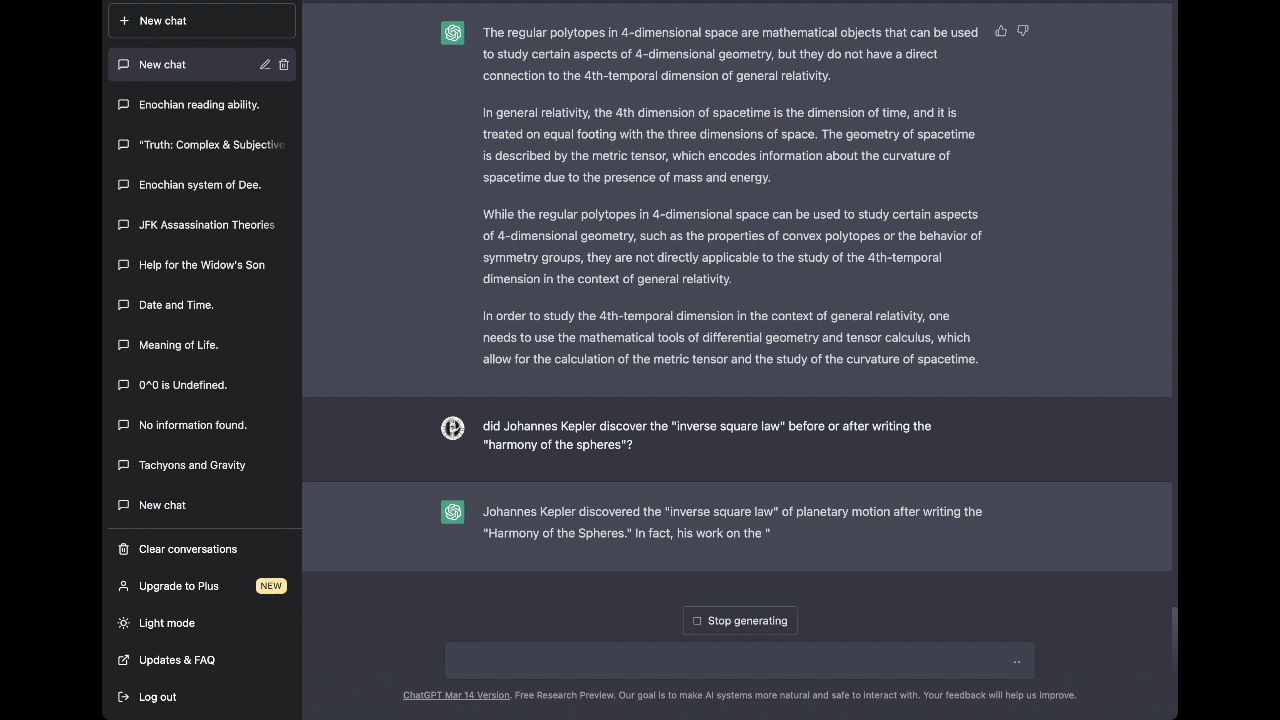 New chat
New chat
Enochian reading ability.
"Truth: Complex & Subjective
Enochian system of Dee.
JFK Assassination Theories
Help for the Widow's Son
Date and Time.
Meaning of Life.
0^0 is Undefined.
No information found.
Tachyons and Gravity
New chat
Clear conversations
Upgrade to Plus NEW
Light mode
Updates & FAQ
Log out
The regular polytopes in 4-dimensional space are mathematical objects that can be used
to study certain aspects of 4-dimensional geometry, but they do not have a direct
connection to the 4th-temporal dimension of general relativity.
In general relativity, the 4th dimension of spacetime is the dimension of time, and it is
treated on equal footing with the three dimensions of space. The geometry of spacetime
is described by the metric tensor, which encodes information about the curvature of
spacetime due to the presence of mass and energy.
While the regular polytopes in 4-dimensional space can be used to study certain aspects
of 4-dimensional geometry, such as the properties of convex polytopes or the behavior of
symmetry groups, they are not directly applicable to the study of the 4th-temporal
dimension in the context of general relativity.
In order to study the 4th-temporal dimension in the context of general relativity, one
needs to use the mathematical tools of differential geometry and tensor calculus, which
allow for the calculation of the metric tensor and the study of the curvature of spacetime.
did Johannes Kepler discover the "inverse square law" before or after writing the
"harmony of the spheres"?
Johannes Kepler discovered the "inverse square law" of planetary motion after writing the
"Harmony of the Spheres." In fact, his work on the "
Stop generating
ChatGPT Mar 14 Version. Free Research Preview. Our goal is to make AI systems more natural and safe to interact with. Your feedback will help us improve.